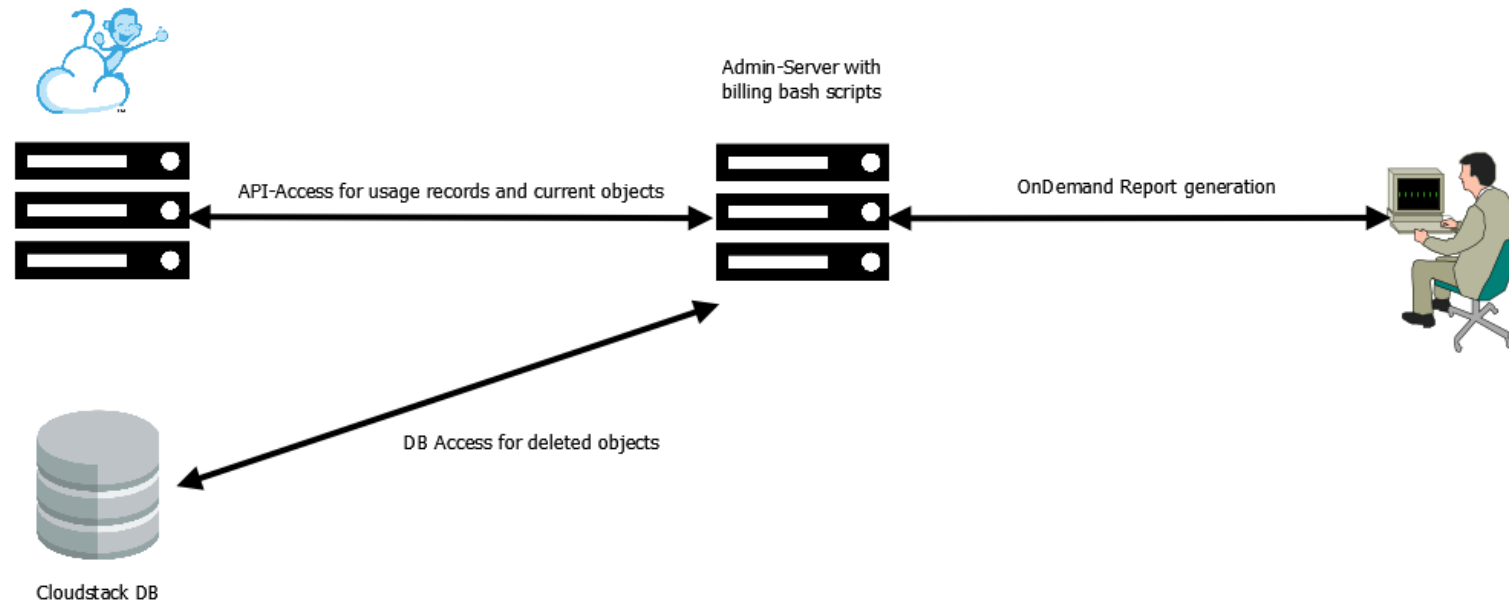 Admin-Server with
billing bash scripts
API-Access for usage records and current objects
OnDemand Report generation
DB Access for deleted objects
Cloudstack DB
™